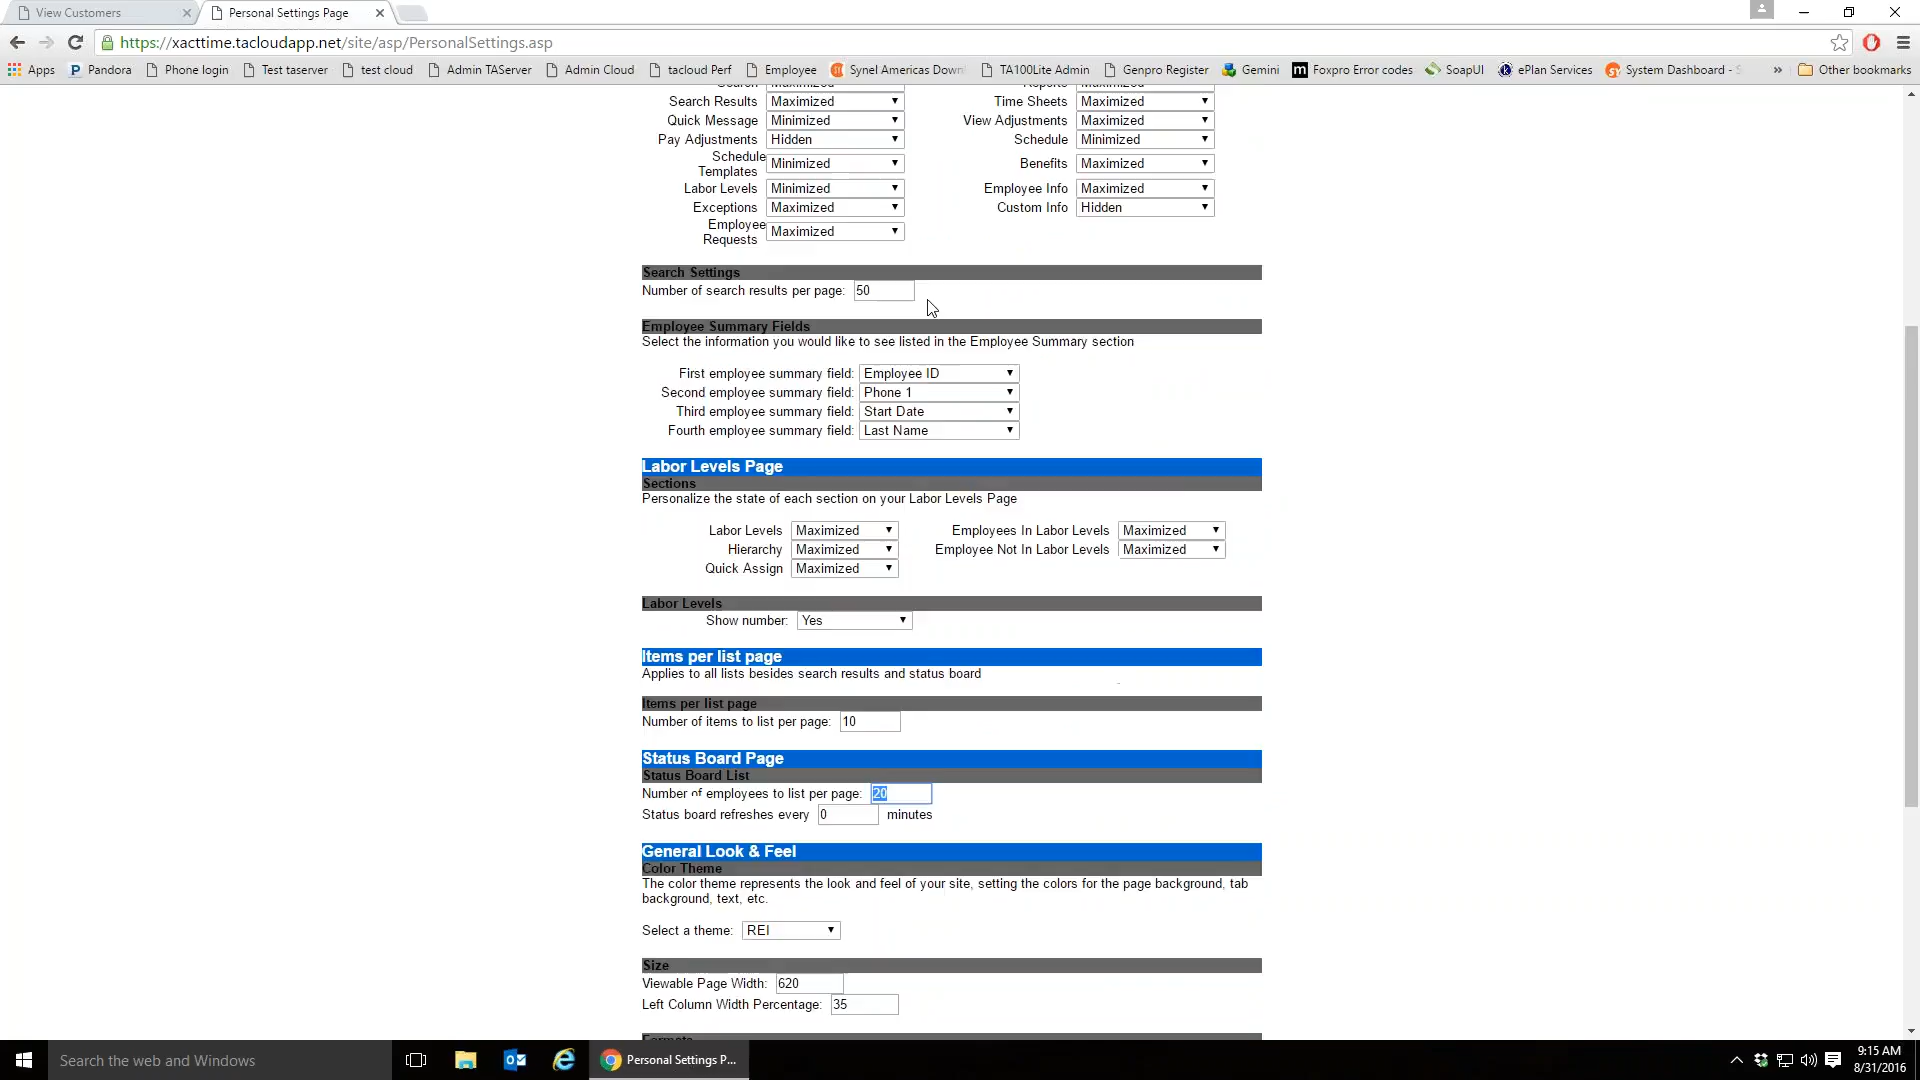 View Customers
Personal Settings Page
https://xacttime.tacloudapp.net/site/asp/PersonalSettings.asp
Apps Pandora Phone login Test taserver test cloud Admin TAServer Admin Cloud tacloud Perf Employee Synel Americas Down TA100Lite Admin Genpro Register Gemini Foxpro Error codes SoapUI ePlan Services System Dashboard - » Other bookmarks
Search Results Maximized Time Sheets Maximized
Quick Message Minimized View Adjustments Maximized
Pay Adjustments Hidden Schedule Minimized
Schedule Templates Minimized Benefits Maximized
Labor Levels Minimized Employee Info Maximized
Exceptions Maximized Custom Info Hidden
Employee Requests Maximized
Search Settings
Number of search results per page: 50
Employee Summary Fields
Select the information you would like to see listed in the Employee Summary section
First employee summary field: Employee ID
Second employee summary field: Phone 1
Third employee summary field: Start Date
Fourth employee summary field: Last Name
Labor Levels Page
Sections
Personalize the state of each section on your Labor Levels Page
Labor Levels Maximized Employees In Labor Levels Maximized
Hierarchy Maximized Employee Not In Labor Levels Maximized
Quick Assign Maximized
Labor Levels
Show number: Yes
Items per list page
Applies to all lists besides search results and status board
Items per list page
Number of items to list per page: 10
Status Board Page
Status Board List
Number of employees to list per page: 20
Status board refreshes every 0 minutes
General Look & Feel
Color Theme
The color theme represents the look and feel of your site, setting the colors for the page background, tab
background, text, etc.
Select a theme: REI
Size
Viewable Page Width: 620
Left Column Width Percentage: 35
Search the web and Windows
Personal Settings P...
9:15 AM
8/31/2016